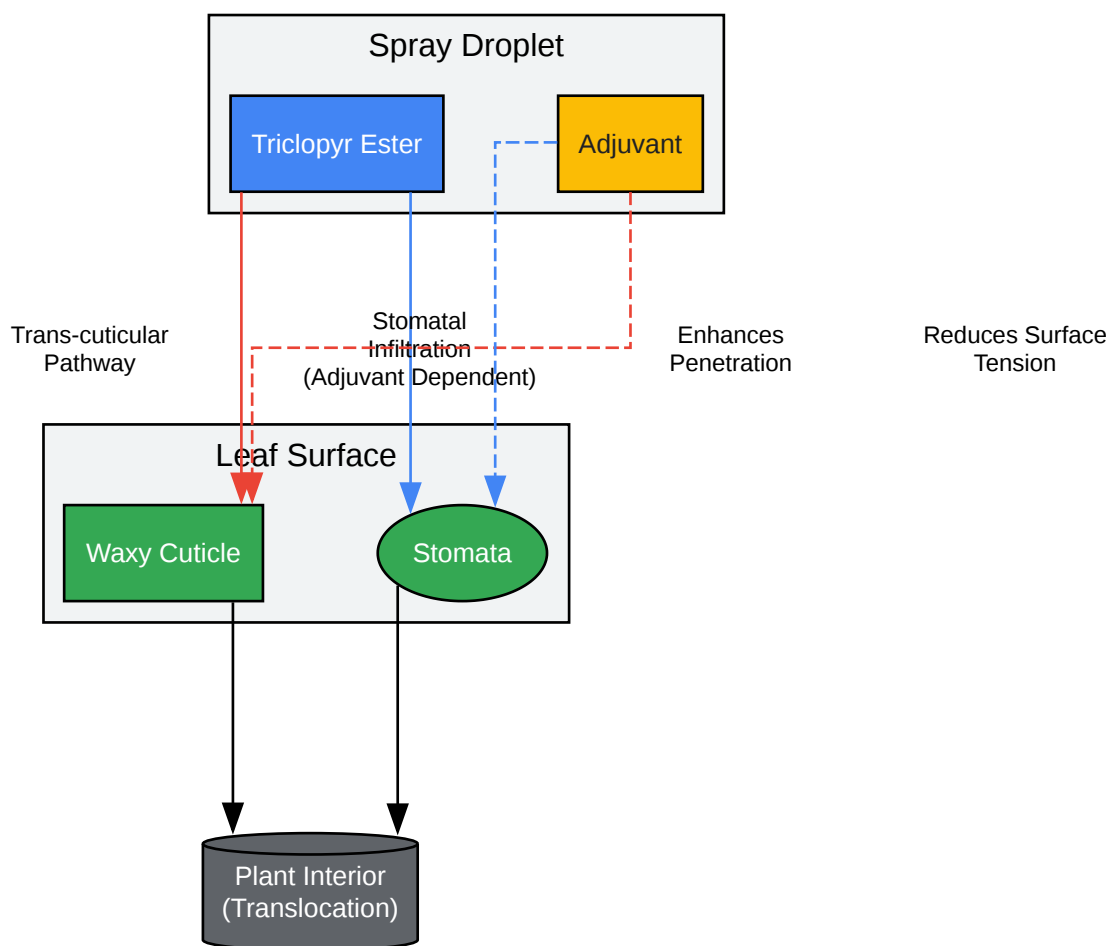 Spray Droplet
Triclopyr Ester
Adjuvant
Trans-cuticular
Pathway
Stomatal
Infiltration
(Adjuvant Dependent)
Enhances
Penetration
Reduces Surface
Tension
Leaf Surface
Waxy Cuticle
Stomata
Plant Interior
(Translocation)